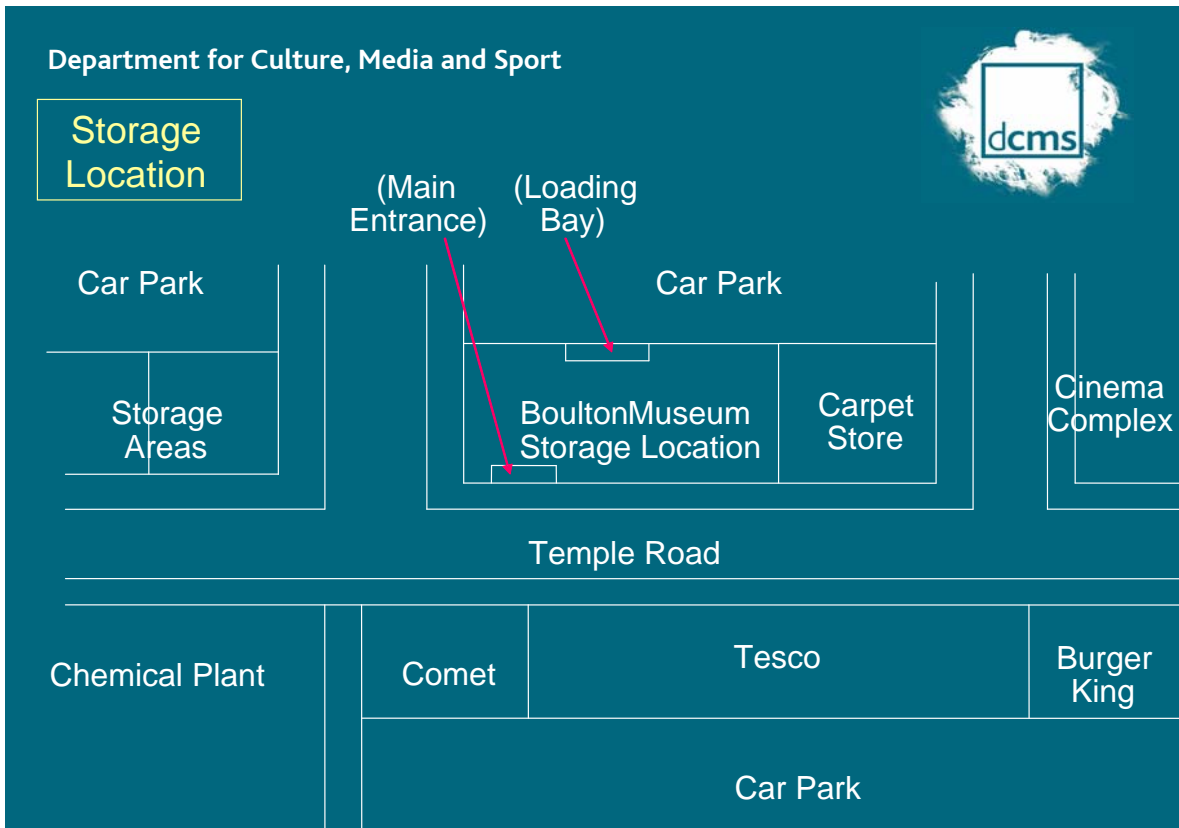 Department for Culture, Media and Sport
dcms
Storage
Location
(Main
Entrance)
(Loading
Bay)
Car Park
Car Park
Storage
Areas
BoultonMuseum
Storage Location
Carpet
Store
Cinema
Complex
Temple Road
Chemical Plant
Comet
Tesco
Burger
King
Car Park